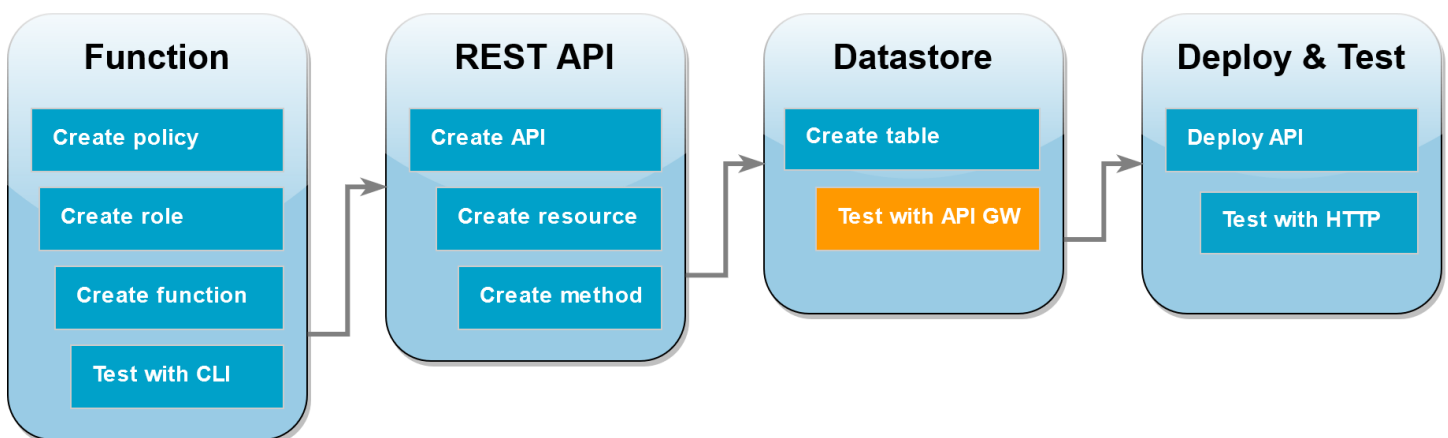 Function
Create policy
Create role
Create function
Test with CLI
REST API
Create API
Create resource
Create method
Datastore
Create table
Test with API GW
Deploy & Test
Deploy API
Test with HTTP